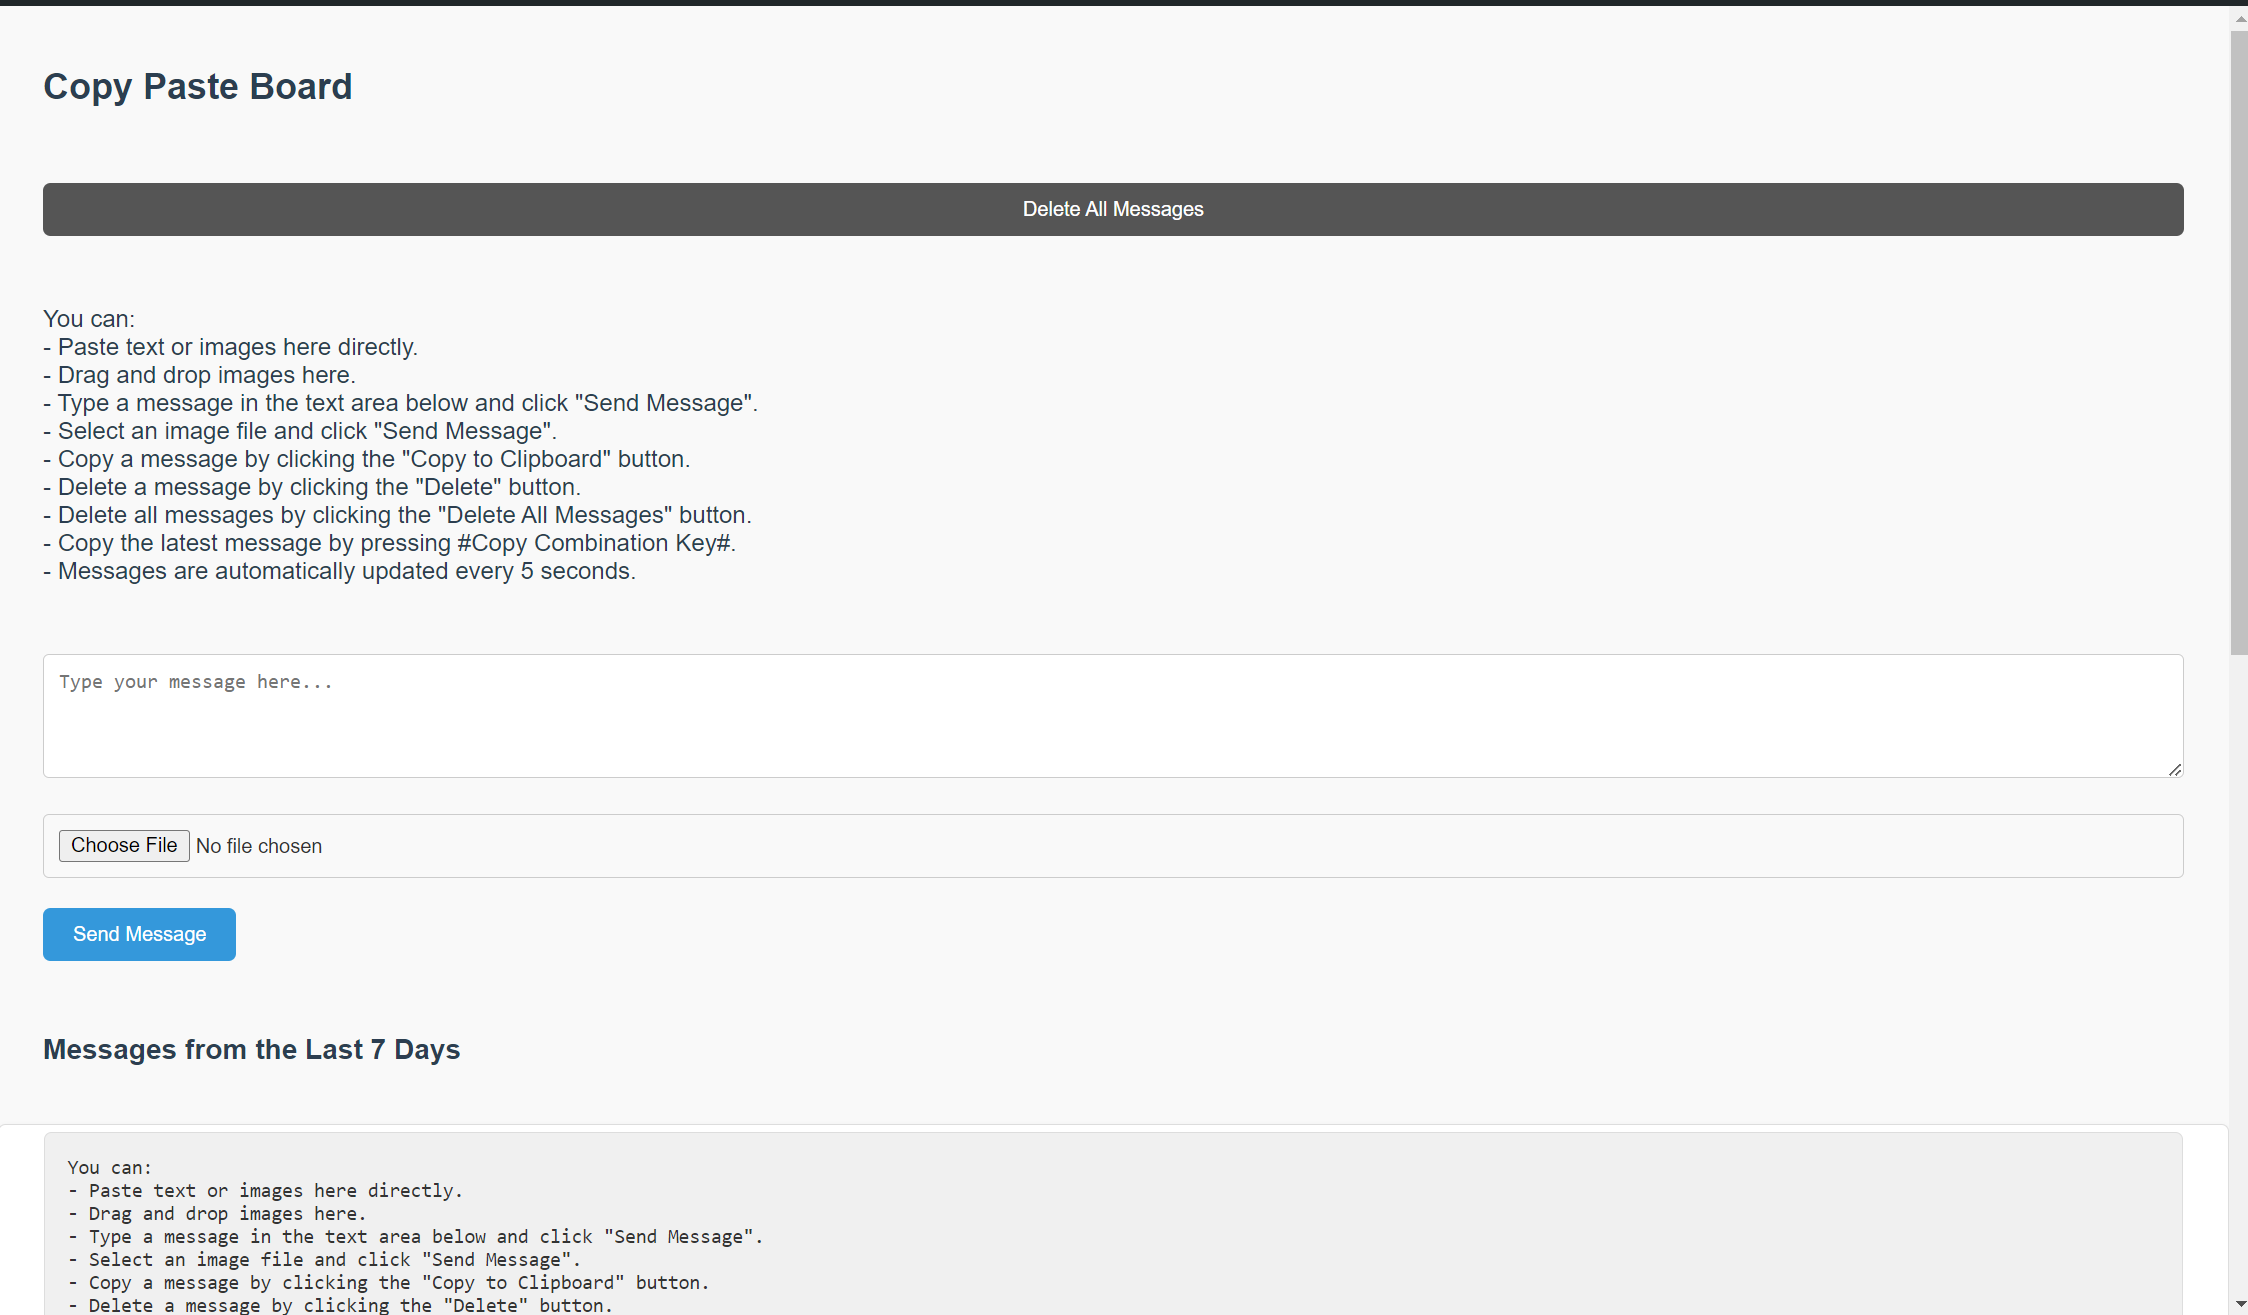 Copy Paste Board
Delete All Messages
You can:
- Paste text or images here directly.
- Drag and drop images here.
- Type a message in the text area below and click "Send Message".
- Select an image file and click "Send Message".
- Copy a message by clicking the "Copy to Clipboard" button.
- Delete a message by clicking the "Delete" button.
- Delete all messages by clicking the "Delete All Messages" button.
- Copy the latest message by pressing #Copy Combination Key#.
- Messages are automatically updated every 5 seconds.
Type your message here...
Choose File No file chosen
Send Message
Messages from the Last 7 Days
You can:
- Paste text or images here directly.
- Drag and drop images here.
- Type a message in the text area below and click "Send Message".
- Select an image file and click "Send Message".
- Copy a message by clicking the "Copy to Clipboard" button.
- Delete a message by clicking the "Delete" button.